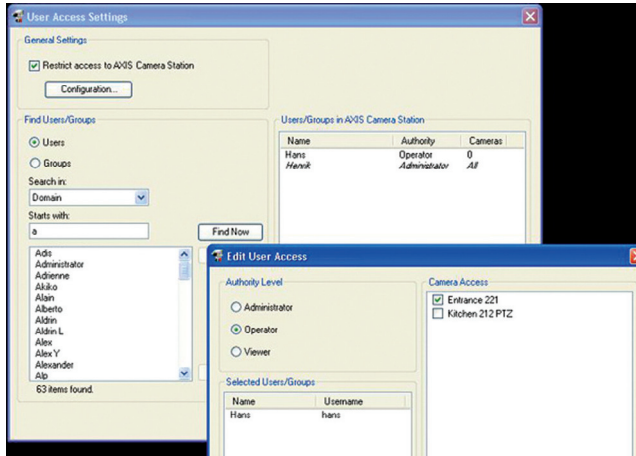 User Access Settings
General Settings
Restrict access to AXIS Camera Station
Configuration...
Find Users/Groups
Users
Groups
Search in:
Domain
Starts with:
a
Find Now
Adis
Administrator
Adrienne
Akiko
Alain
Alberto
Aldrin
Aldrin L
Alex
Alex Y
Alexander
Alp
63 items found.
Users/Groups in AXIS Camera Station
Name Authority Cameras
Hans Operator 0
Henrik Administrator All
Edit User Access
Authority Level
Administrator
Operator
Viewer
Selected Users/Groups
Name Username
Hans hans
Camera Access
Entrance 221
Kitchen 212 PTZ